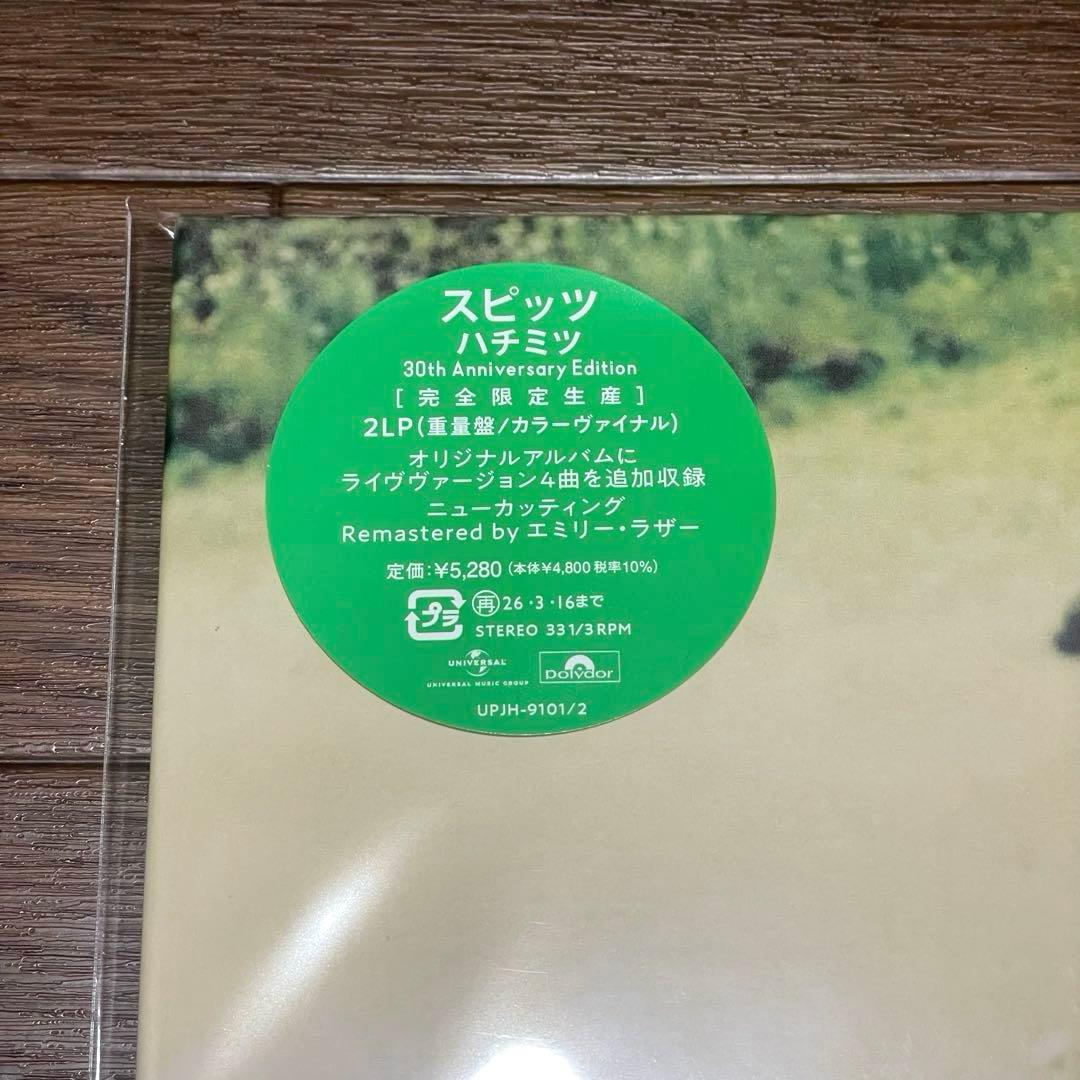 スピッツ
ハチミツ
30th Anniversary Edition
[完全限定生産]
2LP(重量盤/カラーヴァイナル)
オリジナルアルバムに
ライヴヴァージョン4曲を追加収録
ニューカッティング
Remastered by エミリー・ラザー
定価:¥5,280 (本体¥4,800 税率10%)
プラ 再 26・3・16まで
STEREO 33 1/3 RPM
UNIVERSAL
UNIVERSAL MUSIC GROUP
polydor
UPJH-9101/2